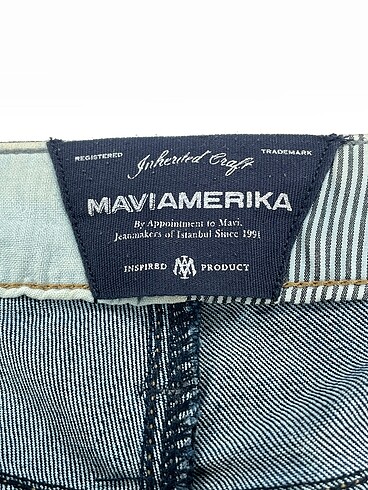 REGISTERED TRADEMARK
Inherited Craft
MAVIAMERIKA
By Appointment to Mavi.
Jeanmakers of Istanbul Since 1991
INSPIRED PRODUCT